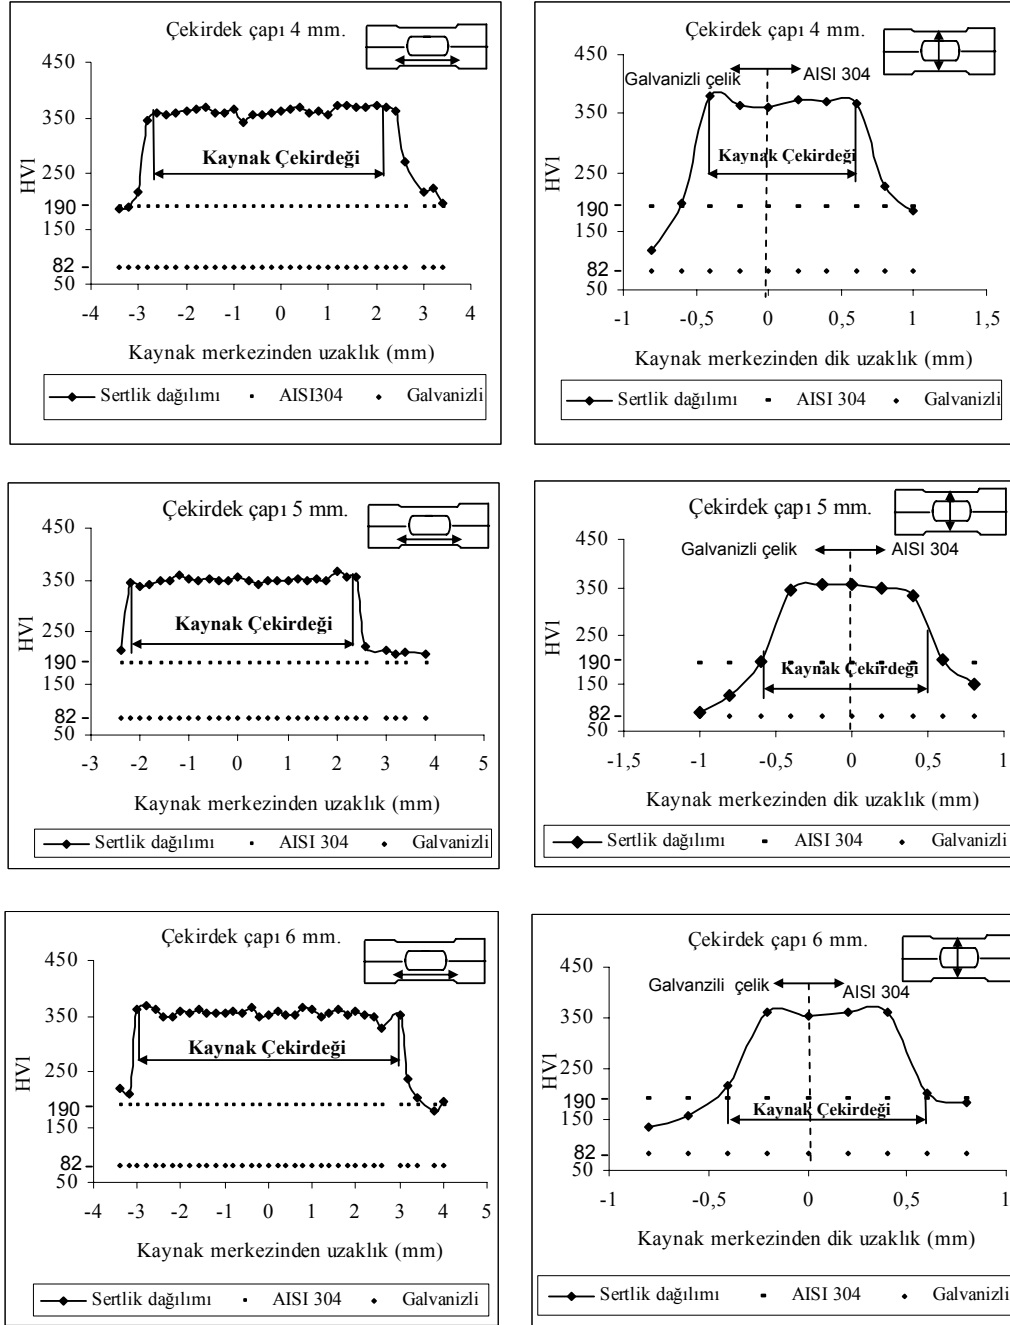 Çekirdek çapı 4 mm.
450
350
250
190
150
82
50
HV1
Kaynak Çekirdeği
-4 -3 -2 -1 0 1 2 3 4
Kaynak merkezinden uzaklık (mm)
Sertlik dağılımı AISI304 Galvanizli
Çekirdek çapı 4 mm.
Galvanizli çelik AISI 304
450
350
250
190
150
82
50
HV1
Kaynak Çekirdeği
-1 -0,5 0 0,5 1 1,5
Kaynak merkezinden dik uzaklık (mm)
Sertlik dağılımı AISI 304 Galvanizli
Çekirdek çapı 5 mm.
450
350
250
190
150
82
50
HV1
Kaynak Çekirdeği
-3 -2 -1 0 1 2 3 4 5
Kaynak merkezinden uzaklık (mm)
Sertlik dağılımı AISI 304 Galvanizli
Çekirdek çapı 5 mm.
Galvanizli çelik AISI 304
450
350
250
190
150
82
50
HV1
Kaynak Çekirdeği
-1,5 -1 -0,5 0 0,5 1
Kaynak merkezinden dik uzaklık (mm)
Sertlik dağılımı AISI 304 Galvanizli
Çekirdek çapı 6 mm.
450
350
250
190
150
82
50
HV1
Kaynak Çekirdeği
-4 -3 -2 -1 0 1 2 3 4 5
Kaynak merkezinden uzaklık (mm)
Sertlik dağılımı AISI 304 Galvanizli
Çekirdek çapı 6 mm.
Galvanzili çelik AISI 304
450
350
250
190
150
82
50
HV1
Kaynak Çekirdeği
-1 -0,5 0 0,5 1
Kaynak merkezinden dik uzaklık (mm)
Sertlik dağılımı AISI 304 Galvanizli